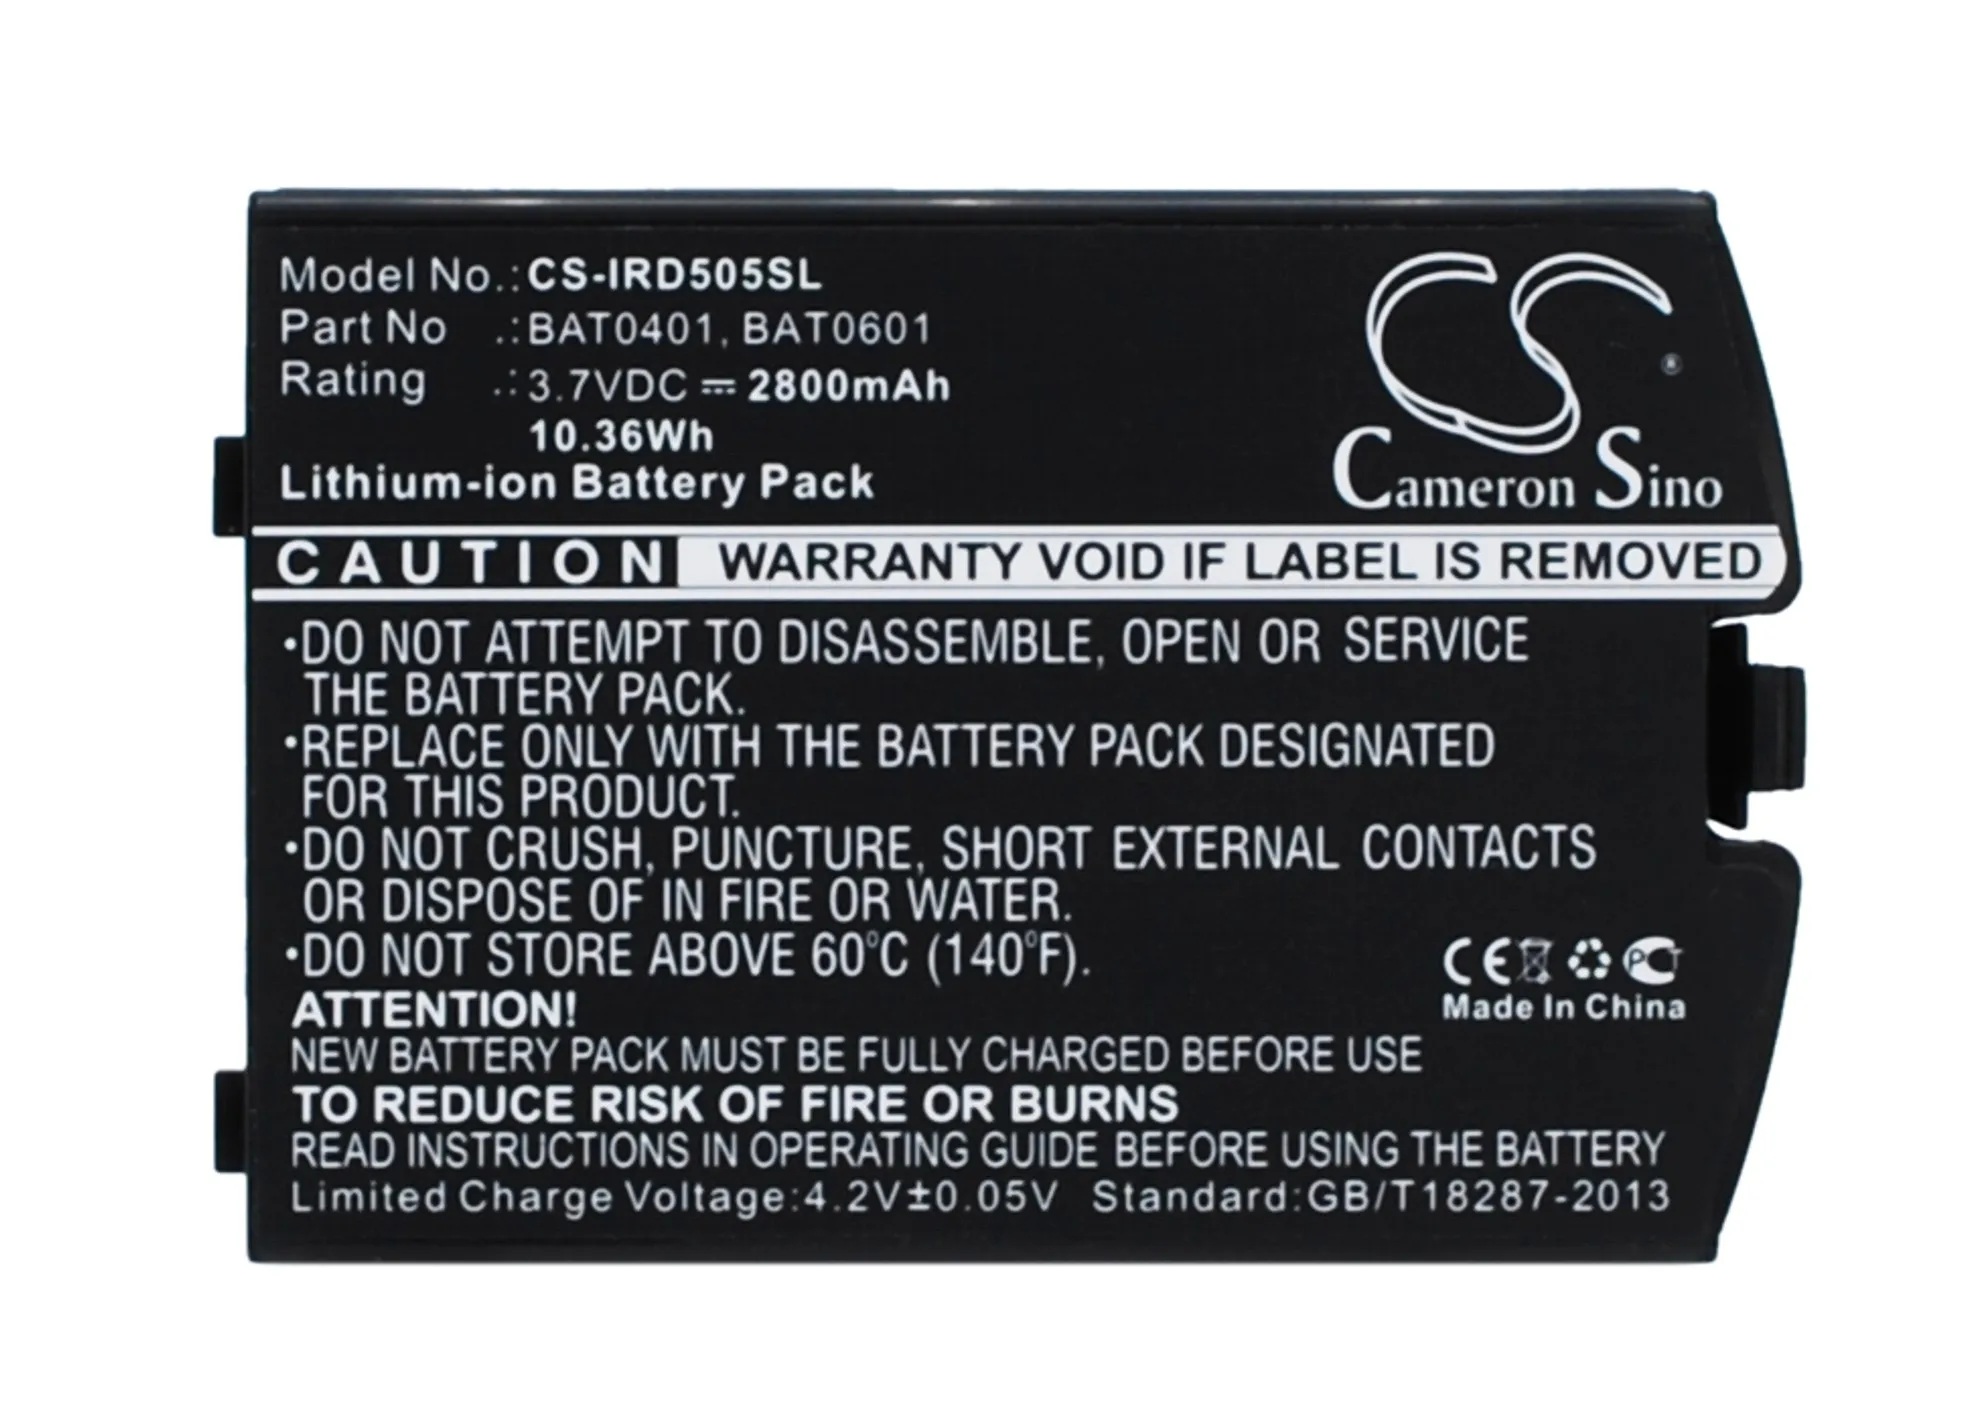 Model No.:CS-IRD505SL
Part No .:BAT0401, BAT0601
Rating .:3.7VDC ⎓ 2800mAh
10.36Wh
Lithium-ion Battery Pack
CS
®
Cameron Sino
CAUTION WARRANTY VOID IF LABEL IS REMOVED
•DO NOT ATTEMPT TO DISASSEMBLE, OPEN OR SERVICE
THE BATTERY PACK.
•REPLACE ONLY WITH THE BATTERY PACK DESIGNATED
FOR THIS PRODUCT.
•DO NOT CRUSH, PUNCTURE, SHORT EXTERNAL CONTACTS
OR DISPOSE OF IN FIRE OR WATER.
•DO NOT STORE ABOVE 60°C (140°F).
CE PCT
Made In China
ATTENTION!
NEW BATTERY PACK MUST BE FULLY CHARGED BEFORE USE
TO REDUCE RISK OF FIRE OR BURNS
READ INSTRUCTIONS IN OPERATING GUIDE BEFORE USING THE BATTERY
Limited Charge Voltage:4.2V±0.05V Standard:GB/T18287-2013